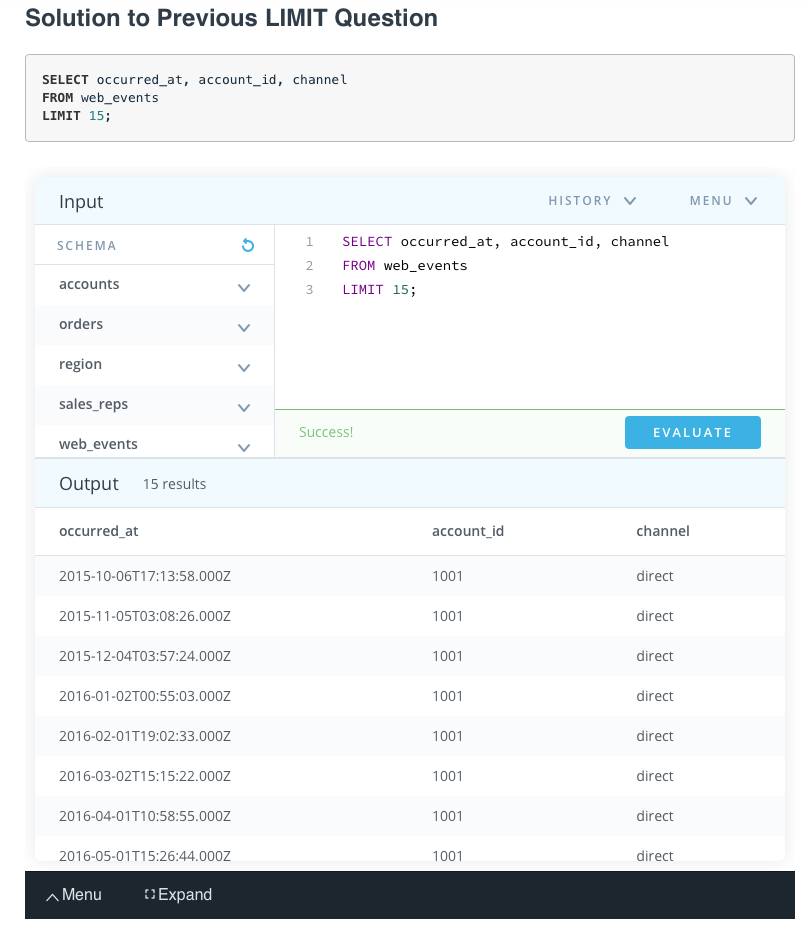 Solution to Previous LIMIT Question
SELECT occurred_at, account_id, channel
FROM web_events
LIMIT 15;
Input
HISTORY
MENU
SCHEMA
accounts
orders
region
sales_reps
web_events
1 SELECT occurred_at, account_id, channel
2 FROM web_events
3 LIMIT 15;
Success!
EVALUATE
Output 15 results
occurred_at account_id channel
2015-10-06T17:13:58.000Z 1001 direct
2015-11-05T03:08:26.000Z 1001 direct
2015-12-04T03:57:24.000Z 1001 direct
2016-01-02T00:55:03.000Z 1001 direct
2016-02-01T19:02:33.000Z 1001 direct
2016-03-02T15:15:22.000Z 1001 direct
2016-04-01T10:58:55.000Z 1001 direct
2016-05-01T15:26:44.000Z 1001 direct
Menu Expand